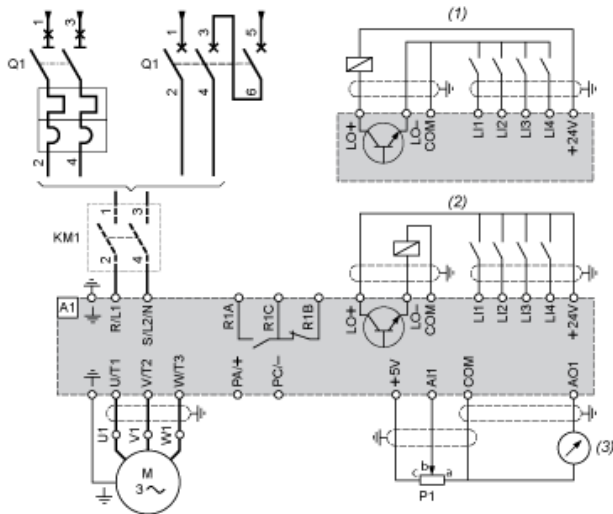 (1)
1 3 3 5
Q1 Q1
2 4 6
2 4
LO+ LO- COM LI1 LI2 LI3 LI4 +24V
(2)
KM1 1 3
2 4
A1 R/L1 S/L2/N R1A R1C R1B LO+ LO- COM LI1 LI2 LI3 LI4 +24V
U/T1 V/T2 W/T3 PA/+ PC/- +5V AI1 COM AO1
U1 V1 W1
c b a
(3)
M
3~
P1